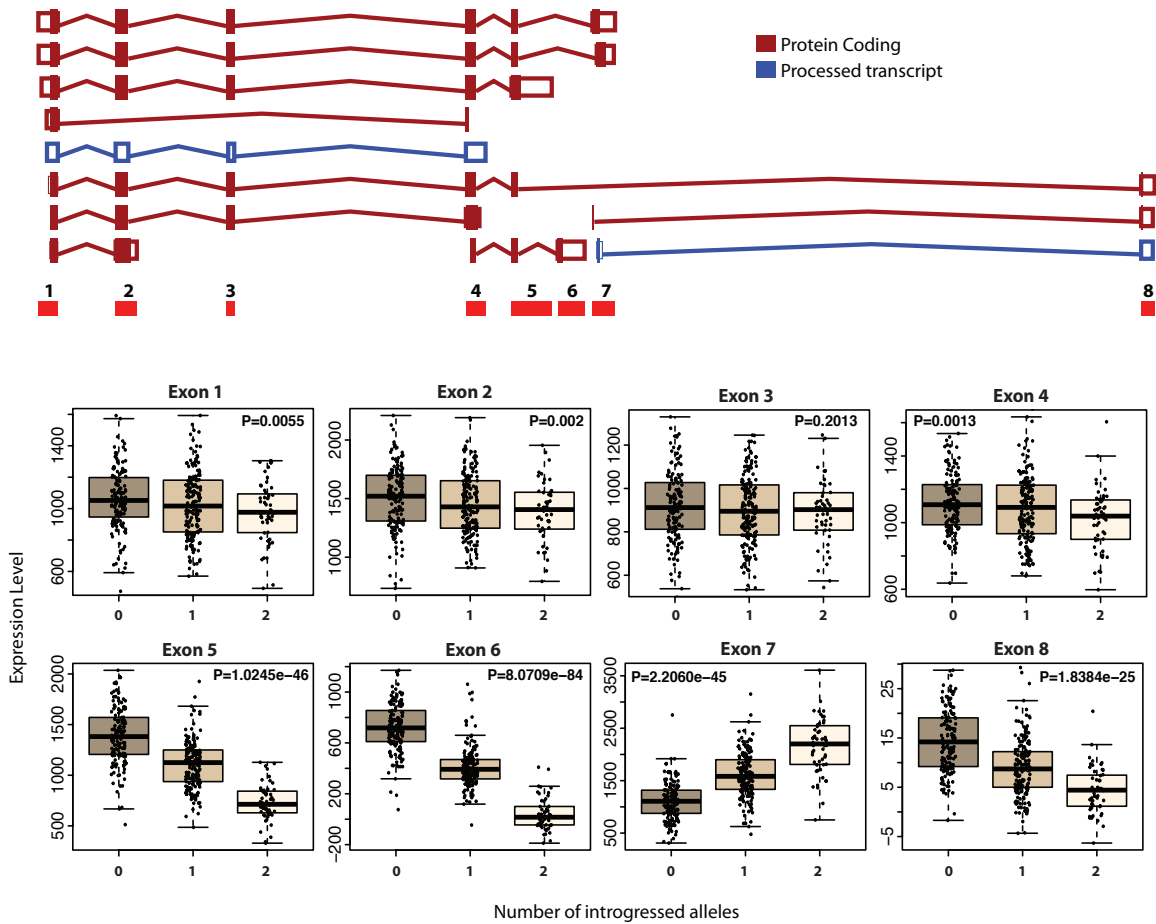 Protein Coding
Processed transcript
1 2 3 4 5 6 7 8
Exon 1
P=0.0055
600 1000 1400
0 1 2
Exon 2
P=0.002
1000 1500 2000
0 1 2
Exon 3
P=0.2013
600 800 1000 1200
0 1 2
Exon 4
P=0.0013
600 1000 1400
0 1 2
Expression Level
Exon 5
P=1.0245e−46
500 1000 1500 2000
0 1 2
Exon 6
P=8.0709e−84
−200 200 600 1000
0 1 2
Exon 7
P=2.2060e−45
500 1500 2500 3500
0 1 2
Exon 8
P=1.8384e−25
−5 5 15 25
0 1 2
Number of introgressed alleles